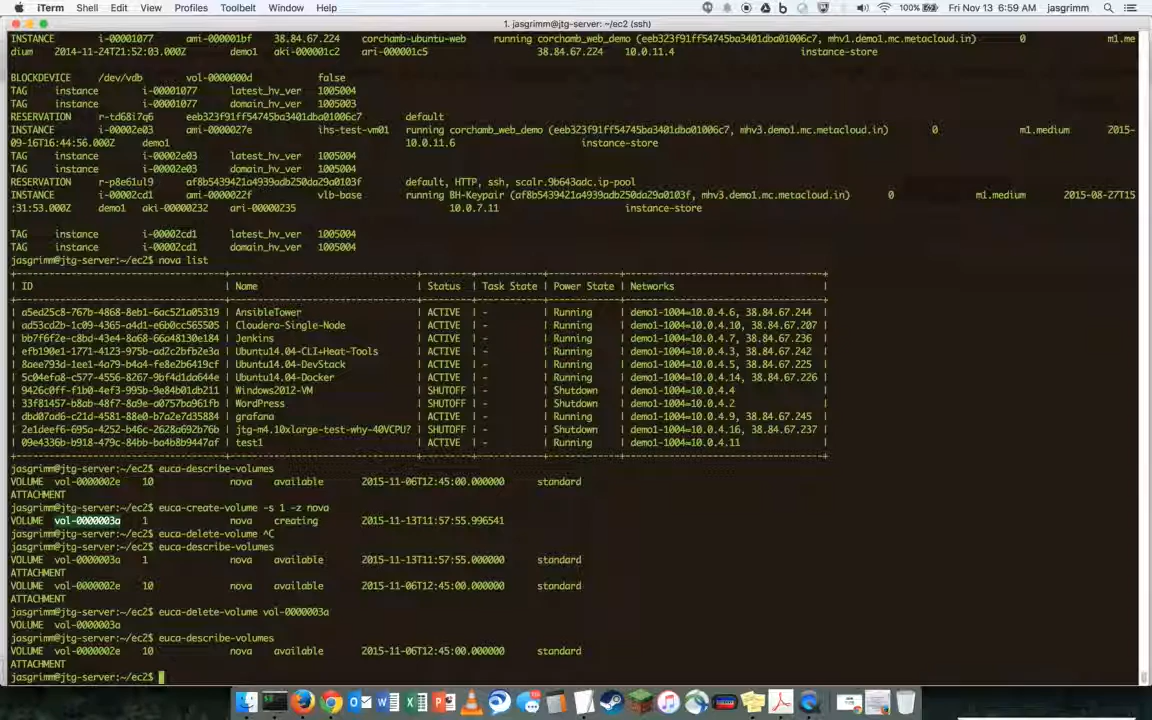 iTerm Shell Edit View Profiles Toolbelt Window Help 100% Fri Nov 13 6:59 AM jasgrimm
1. jasgrimm@jtg-server: ~/ec2 (ssh)
INSTANCE i-00001077 ami-000001bf 38.84.67.224 corchamb-ubuntu-web running corchamb_web_demo (eeb323f91ff54745ba3401dba01006c7, mhv1.demo1.mc.metacloud.in) 0 m1.me
dium 2014-11-24T21:52:03.000Z demo1 aki-000001c2 ari-000001c5 38.84.67.224 10.0.11.4 instance-store
BLOCKDEVICE /dev/vdb vol-0000000d false
TAG instance i-00001077 latest_hv_ver 1005004
TAG instance i-00001077 domain_hv_ver 1005003
RESERVATION r-td68i7q6 eeb323f91ff54745ba3401dba01006c7 default
INSTANCE i-00002e03 ami-0000027e ihs-test-vm01 running corchamb_web_demo (eeb323f91ff54745ba3401dba01006c7, mhv3.demo1.mc.metacloud.in) 0 m1.medium 2015-
09-16T16:44:56.000Z demo1 10.0.11.6 instance-store
TAG instance i-00002e03 latest_hv_ver 1005004
TAG instance i-00002e03 domain_hv_ver 1005004
RESERVATION r-p8e61ul9 af8b5439421a4939adb250da29a0103f default, HTTP, ssh, scalr.9b643adc.ip-pool
INSTANCE i-00002cd1 ami-0000022f vlb-base running BH-Keypair (af8b5439421a4939adb250da29a0103f, mhv3.demo1.mc.metacloud.in) 0 m1.medium 2015-08-27T15
:31:53.000Z demo1 aki-00000232 ari-00000235 10.0.7.11 instance-store
TAG instance i-00002cd1 latest_hv_ver 1005004
TAG instance i-00002cd1 domain_hv_ver 1005004
jasgrimm@jtg-server:~/ec2$ nova list
| ID | Name | Status | Task State | Power State | Networks |
| a5ed25c8-767b-4868-8eb1-6ac521a05319 | AnsibleTower | ACTIVE | - | Running | demo1-1004=10.0.4.6, 38.84.67.244 |
| ad53cd2b-1c09-4365-a4d1-e6b0cc565505 | Cloudera-Single-Node | ACTIVE | - | Running | demo1-1004=10.0.4.10, 38.84.67.207 |
| bb7f6f2e-c8bd-43e4-8a68-66a48130e184 | Jenkins | ACTIVE | - | Running | demo1-1004=10.0.4.7, 38.84.67.236 |
| efb190e1-1771-4123-975b-ad2c2bfb2e3a | Ubuntu14.04-CLI+Heat-Tools | ACTIVE | - | Running | demo1-1004=10.0.4.3, 38.84.67.242 |
| 8aee793d-1ee1-4a79-b4a4-fe8e2b6419cf | Ubuntu14.04-DevStack | ACTIVE | - | Running | demo1-1004=10.0.4.5, 38.84.67.225 |
| 5c04efa8-c577-4556-8267-9bf4d1da644e | Ubuntu14.04-Docker | ACTIVE | - | Running | demo1-1004=10.0.4.14, 38.84.67.226 |
| 9426c0ff-f1b0-4ef3-995b-9e84b01db211 | Windows2012-VM | SHUTOFF | - | Shutdown | demo1-1004=10.0.4.4 |
| 33f81457-b8ab-48f7-8a9e-a0757ba961fb | WordPress | SHUTOFF | - | Shutdown | demo1-1004=10.0.4.2 |
| dbd07ad6-c21d-4581-88e0-b7a2e7d35884 | grafana | ACTIVE | - | Running | demo1-1004=10.0.4.9, 38.84.67.245 |
| 2e1deef6-695a-4252-b46c-2628a692b76b | jtg-m4.10xlarge-test-why-40VCPU? | SHUTOFF | - | Shutdown | demo1-1004=10.0.4.16, 38.84.67.237 |
| 09e4336b-b918-479c-84bb-ba4b8b9447af | test1 | ACTIVE | - | Running | demo1-1004=10.0.4.11 |
jasgrimm@jtg-server:~/ec2$ euca-describe-volumes
VOLUME vol-0000002e 10 nova available 2015-11-06T12:45:00.000000 standard
ATTACHMENT
jasgrimm@jtg-server:~/ec2$ euca-create-volume -s 1 -z nova
VOLUME vol-0000003a 1 nova creating 2015-11-13T11:57:55.996541
jasgrimm@jtg-server:~/ec2$ euca-delete-volume ^C
jasgrimm@jtg-server:~/ec2$ euca-describe-volumes
VOLUME vol-0000003a 1 nova available 2015-11-13T11:57:55.000000 standard
ATTACHMENT
VOLUME vol-0000002e 10 nova available 2015-11-06T12:45:00.000000 standard
ATTACHMENT
jasgrimm@jtg-server:~/ec2$ euca-delete-volume vol-0000003a
VOLUME vol-0000003a
jasgrimm@jtg-server:~/ec2$ euca-describe-volumes
VOLUME vol-0000002e 10 nova available 2015-11-06T12:45:00.000000 standard
ATTACHMENT
jasgrimm@jtg-server:~/ec2$